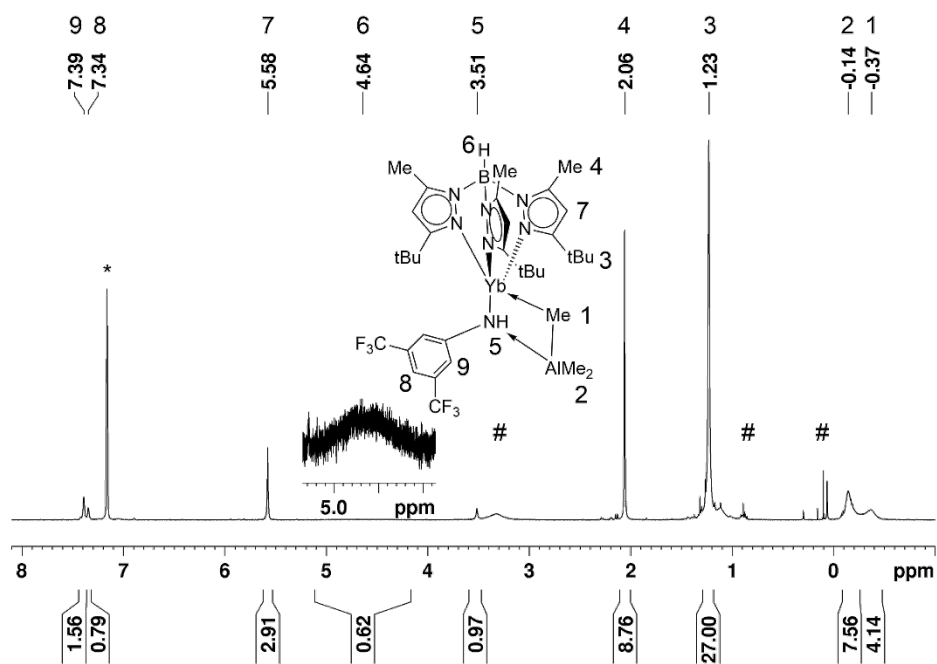 9 8 7 6 5 4 3 2 1
7.39 7.34 5.58 4.64 3.51 2.06 1.23 -0.14 -0.37
6 H
Me B Me Me 4
N N N 7
N N N
tBu tBu tBu 3
*
Yb
Me 1
NH
F3C 5
9 AlMe2
8 2
CF3
# # #
5.0 ppm
8 7 6 5 4 3 2 1 0 ppm
1.56 0.79 2.91 0.62 0.97 8.76 27.00 7.56 4.14